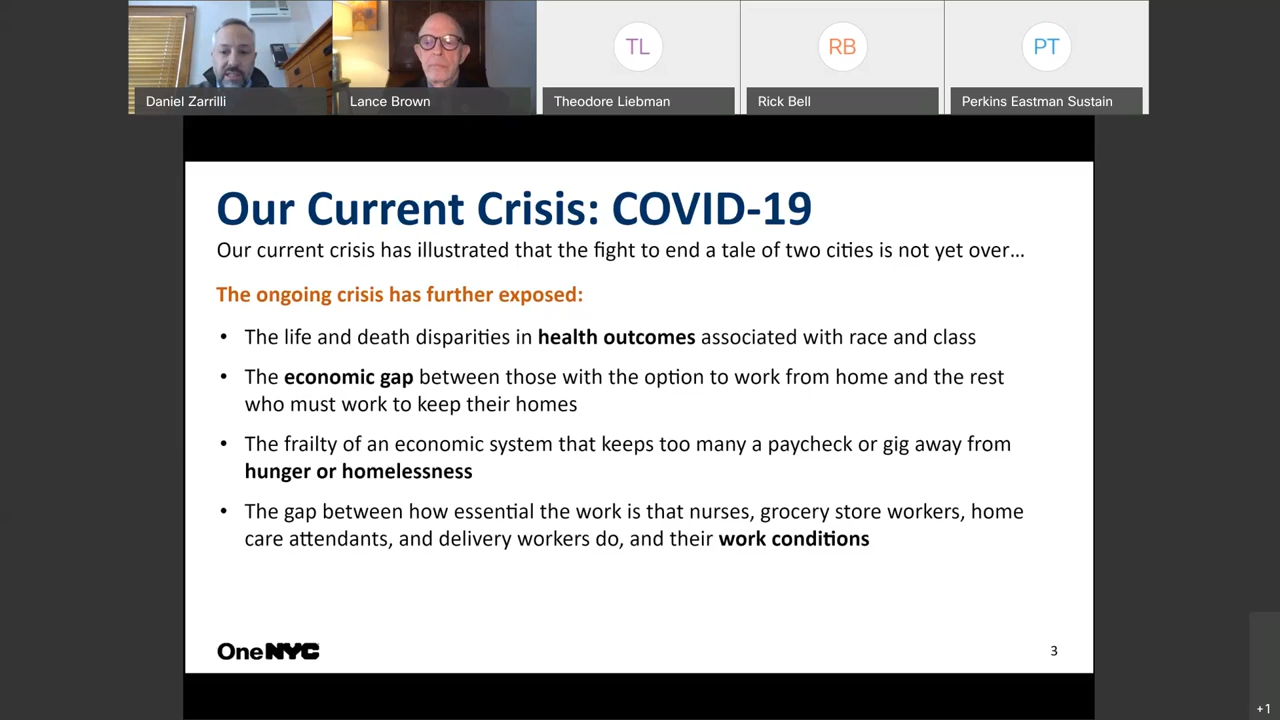 Daniel Zarrilli
Lance Brown
TL
Theodore Liebman
RB
Rick Bell
PT
Perkins Eastman Sustain
Our Current Crisis: COVID-19
Our current crisis has illustrated that the fight to end a tale of two cities is not yet over…
The ongoing crisis has further exposed:
• The life and death disparities in health outcomes associated with race and class
• The economic gap between those with the option to work from home and the rest
who must work to keep their homes
• The frailty of an economic system that keeps too many a paycheck or gig away from
hunger or homelessness
• The gap between how essential the work is that nurses, grocery store workers, home
care attendants, and delivery workers do, and their work conditions
OneNYC
3
+1